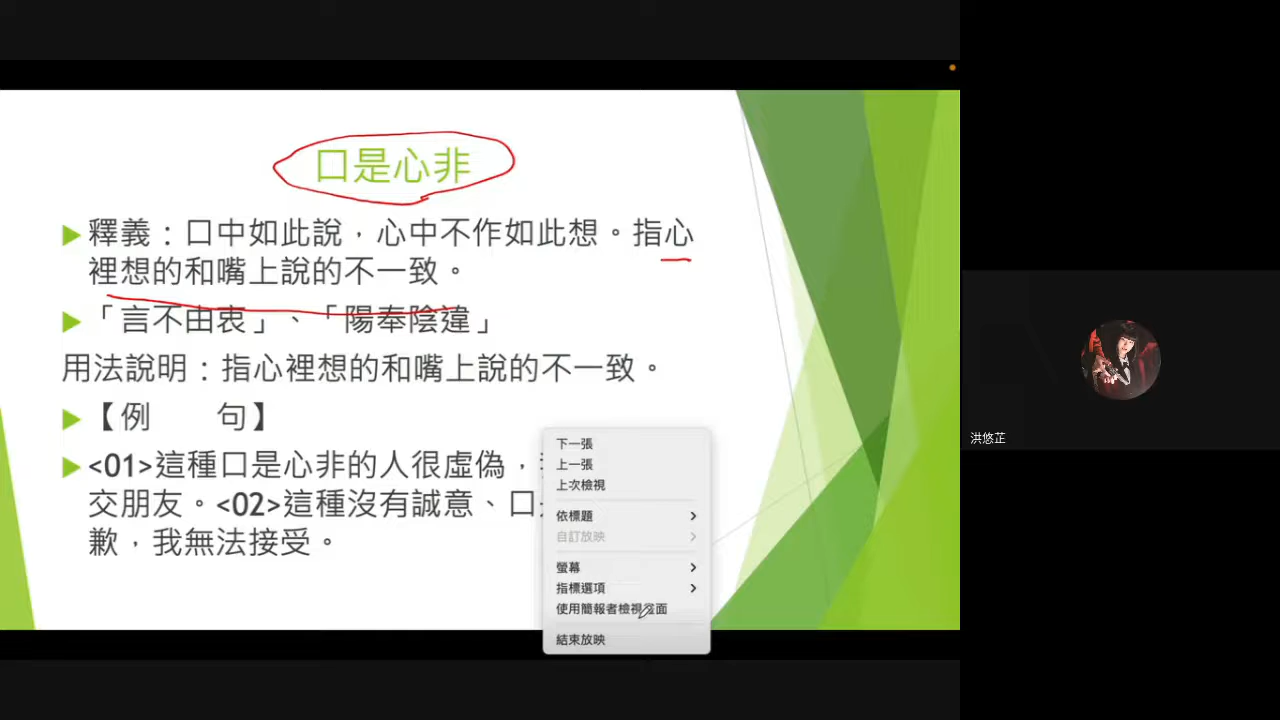 口是心非
釋義：口中如此說，心中不作如此想。指心
裡想的和嘴上說的不一致。
「言不由衷」、「陽奉陰違」
用法說明：指心裡想的和嘴上說的不一致。
【例　　句】
<01>這種口是心非的人很虛偽，
交朋友。<02>這種沒有誠意、口
歉，我無法接受。
下一張
上一張
上次檢視
依標題
自訂放映
螢幕
指標選項
使用簡報者檢視畫面
結束放映
洪悠芷